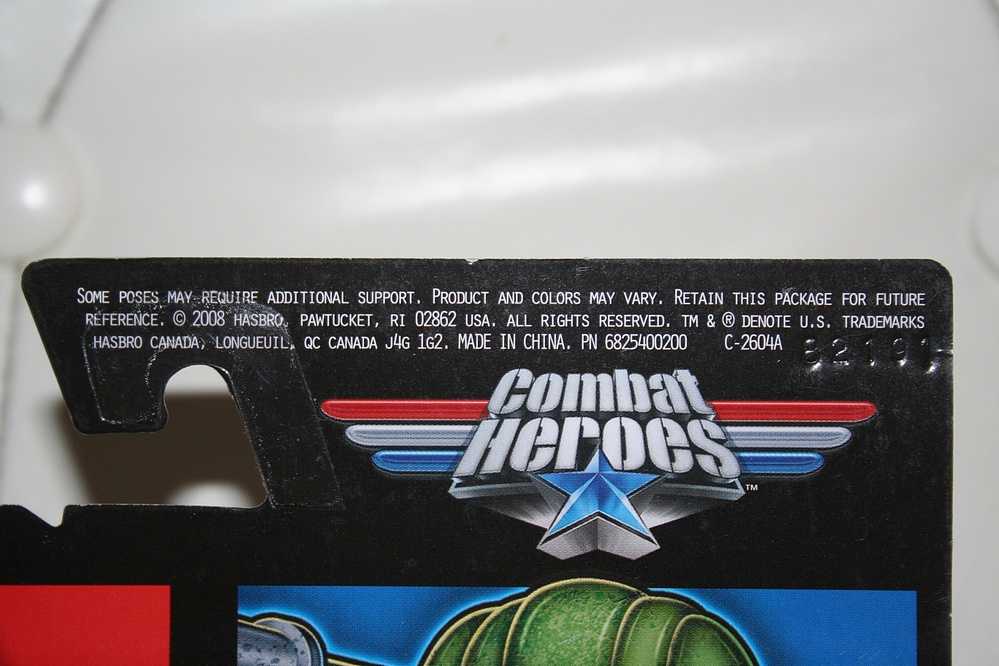 SOME POSES MAY REQUIRE ADDITIONAL SUPPORT. PRODUCT AND COLORS MAY VARY. RETAIN THIS PACKAGE FOR FUTURE
REFERENCE. © 2008 HASBRO, PAWTUCKET, RI 02862 USA. ALL RIGHTS RESERVED. TM & ® DENOTE U.S. TRADEMARKS
HASBRO CANADA, LONGUEUIL, QC CANADA J4G 1G2. MADE IN CHINA. PN 6825400200 C-2604A 82191
Combat
Heroes™